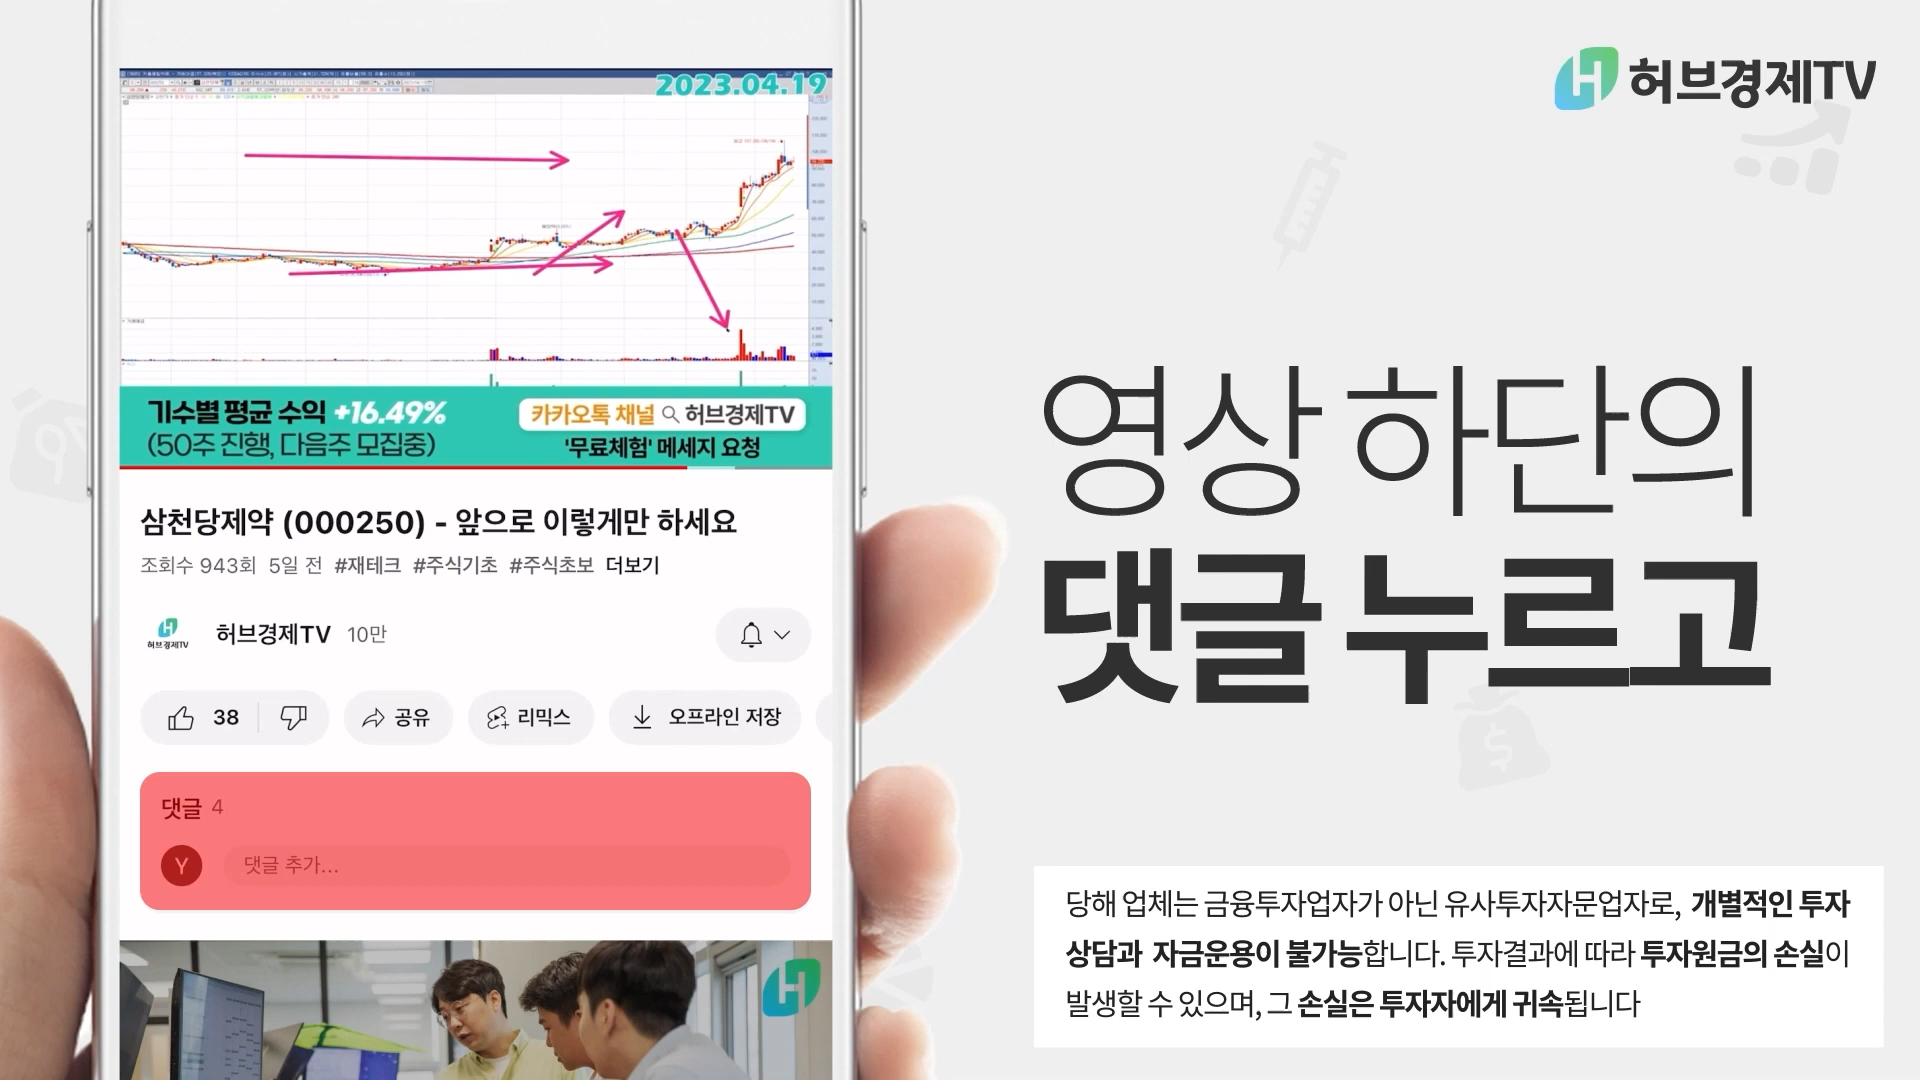 2023.04.19
허브경제TV
기수별 평균 수익 +16.49%
(50주 진행, 다음주 모집중)
카카오톡 채널 허브경제TV
'무료체험' 메세지 요청
삼천당제약 (000250) - 앞으로 이렇게만 하세요
조회수 943회 5일 전 #재테크 #주식기초 #주식초보 더보기
허브경제TV
허브경제TV 10만
38
공유
리믹스
오프라인 저장
댓글 4
Y
댓글 추가...
영상 하단의
댓글 누르고
당해 업체는 금융투자업자가 아닌 유사투자자문업자로, 개별적인 투자
상담과 자금운용이 불가능합니다. 투자결과에 따라 투자원금의 손실이
발생할 수 있으며, 그 손실은 투자자에게 귀속됩니다